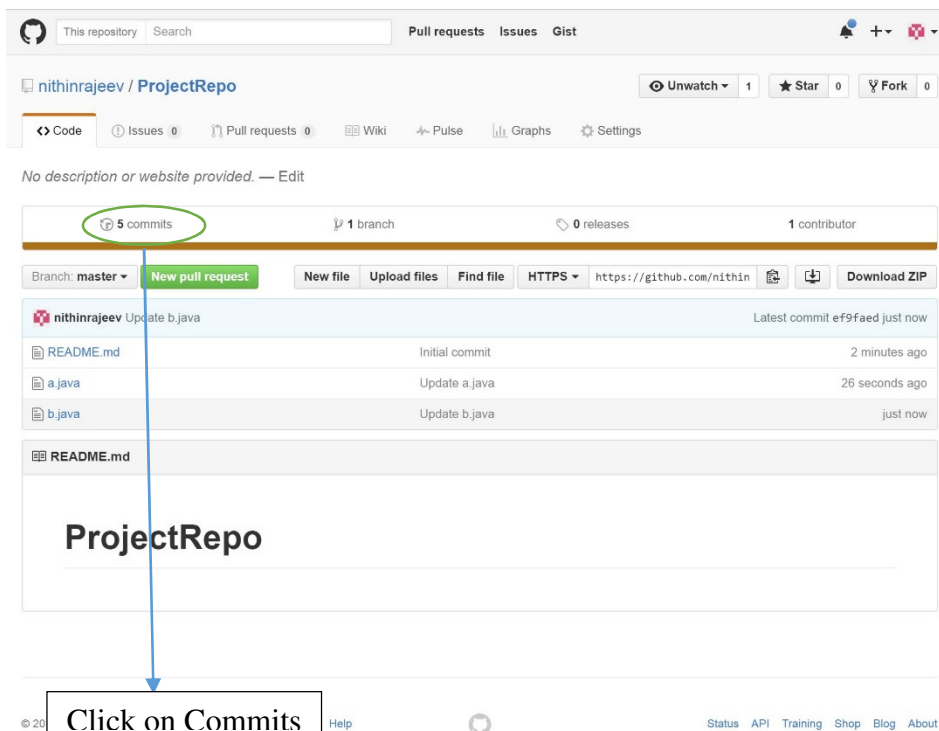 This repository Search Pull requests Issues Gist
nithinrajeev / ProjectRepo Unwatch 1 Star 0 Fork 0
<> Code Issues 0 Pull requests 0 Wiki Pulse Graphs Settings
No description or website provided. — Edit
5 commits 1 branch 0 releases 1 contributor
Branch: master New pull request New file Upload files Find file HTTPS https://github.com/nithin Download ZIP
nithinrajeev Update b.java Latest commit ef9faed just now
README.md Initial commit 2 minutes ago
a.java Update a.java 26 seconds ago
b.java Update b.java just now
README.md
ProjectRepo
© 20 Click on Commits Help Status API Training Shop Blog About